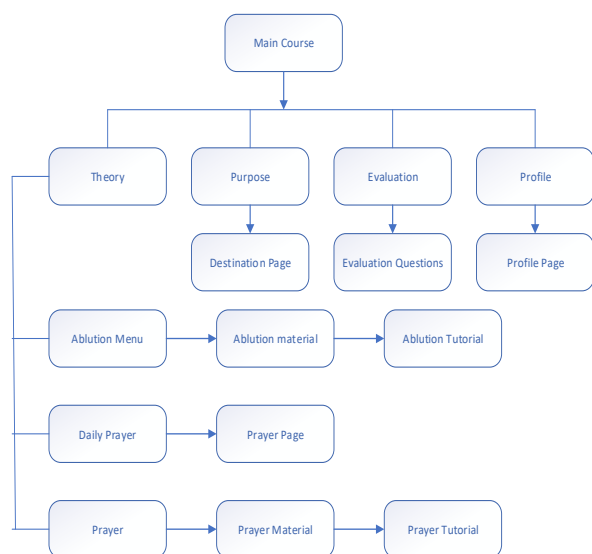 Main Course
Theory
Purpose
Evaluation
Profile
Destination Page
Evaluation Questions
Profile Page
Ablution Menu
Ablution material
Ablution Tutorial
Daily Prayer
Prayer Page
Prayer
Prayer Material
Prayer Tutorial